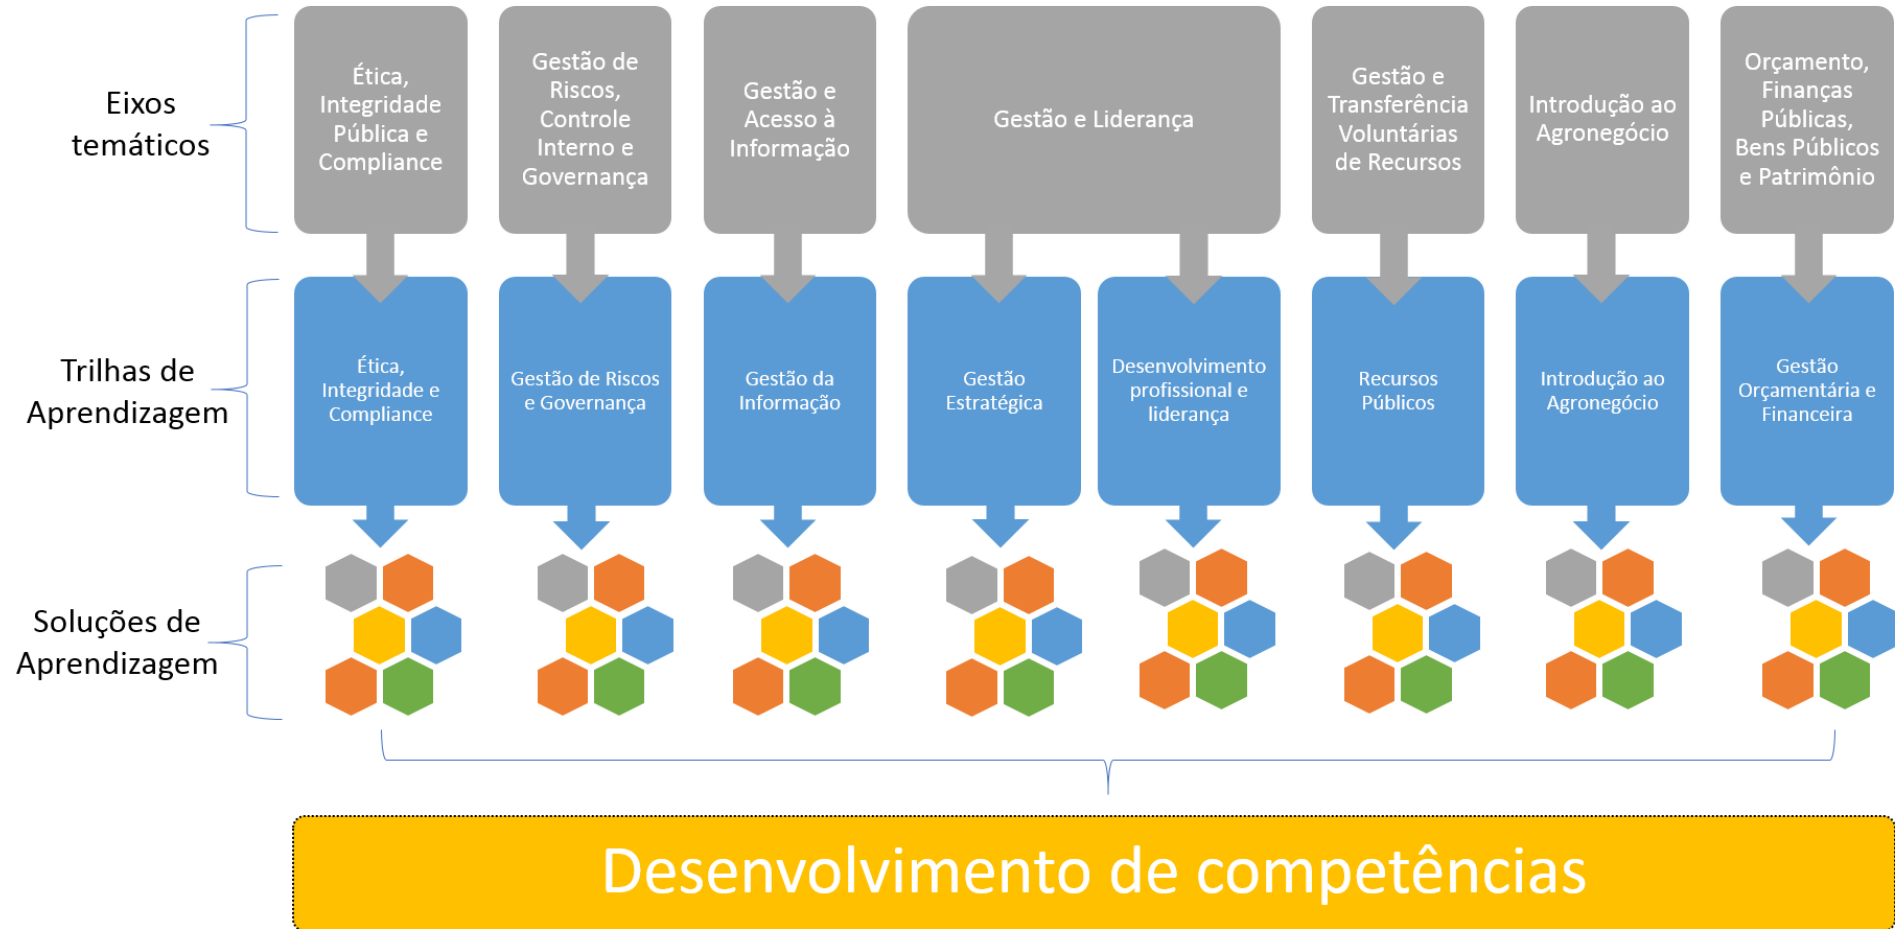 Eixos
temáticos
Ética,
Integridade
Pública e
Compliance
Gestão de
Riscos,
Controle
Interno e
Governança
Gestão e
Acesso à
Informação
Gestão e Liderança
Gestão e
Transferência
Voluntárias
de Recursos
Introdução ao
Agronegócio
Orçamento,
Finanças
Públicas,
Bens Públicos
e Patrimônio
Trilhas de
Aprendizagem
Ética,
Integridade e
Compliance
Gestão de Riscos
e Governança
Gestão da
Informação
Gestão
Estratégica
Desenvolvimento
profissional e
liderança
Recursos
Públicos
Introdução ao
Agronegócio
Gestão
Orçamentária e
Financeira
Soluções de
Aprendizagem
Desenvolvimento de competências